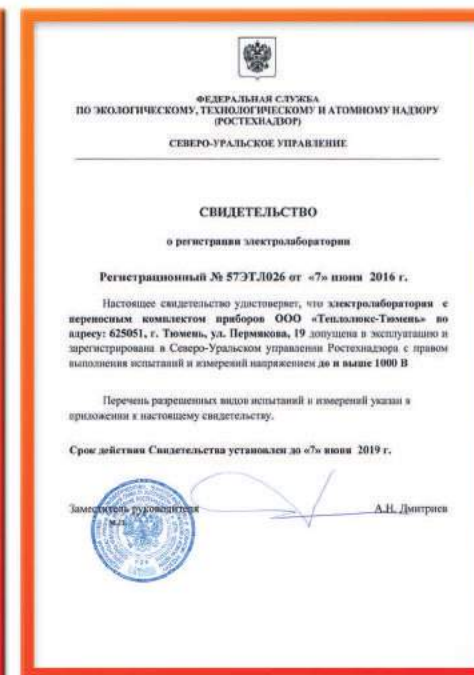 ФЕДЕРАЛЬНАЯ СЛУЖБА
ПО ЭКОЛОГИЧЕСКОМУ, ТЕХНОЛОГИЧЕСКОМУ И АТОМНОМУ НАДЗОРУ
(РОСТЕХНАДЗОР)
СЕВЕРО-УРАЛЬСКОЕ УПРАВЛЕНИЕ
СВИДЕТЕЛЬСТВО
о регистрации электролаборатории
Регистрационный № 57ЭТЛ026 от «7» июня 2016 г.
Настоящее свидетельство удостоверяет, что электролаборатория с
переносным комплектом приборов ООО «Теплолюкс-Тюмень» по
адресу: 625051, г. Тюмень, ул. Пермякова, 19 допущена в эксплуатацию и
зарегистрирована в Северо-Уральском управлении Ростехнадзора с правом
выполнения испытаний и измерений напряжением до и выше 1000 В
Перечень разрешенных видов испытаний и измерений указан в
приложении к настоящему свидетельству.
Срок действия Свидетельства установлен до «7» июня 2019 г.
Заместитель руководителя А.Н. Дмитриев
м.п.